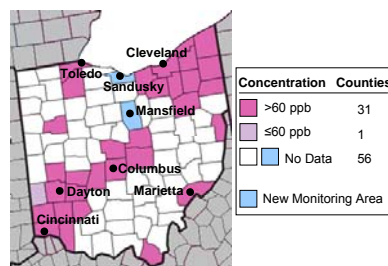 Cleveland
Toledo
Sandusky
Mansfield
Columbus
Dayton
Marietta
Cincinnati
Concentration Counties
>60 ppb 31
≤60 ppb 1
No Data 56
New Monitoring Area